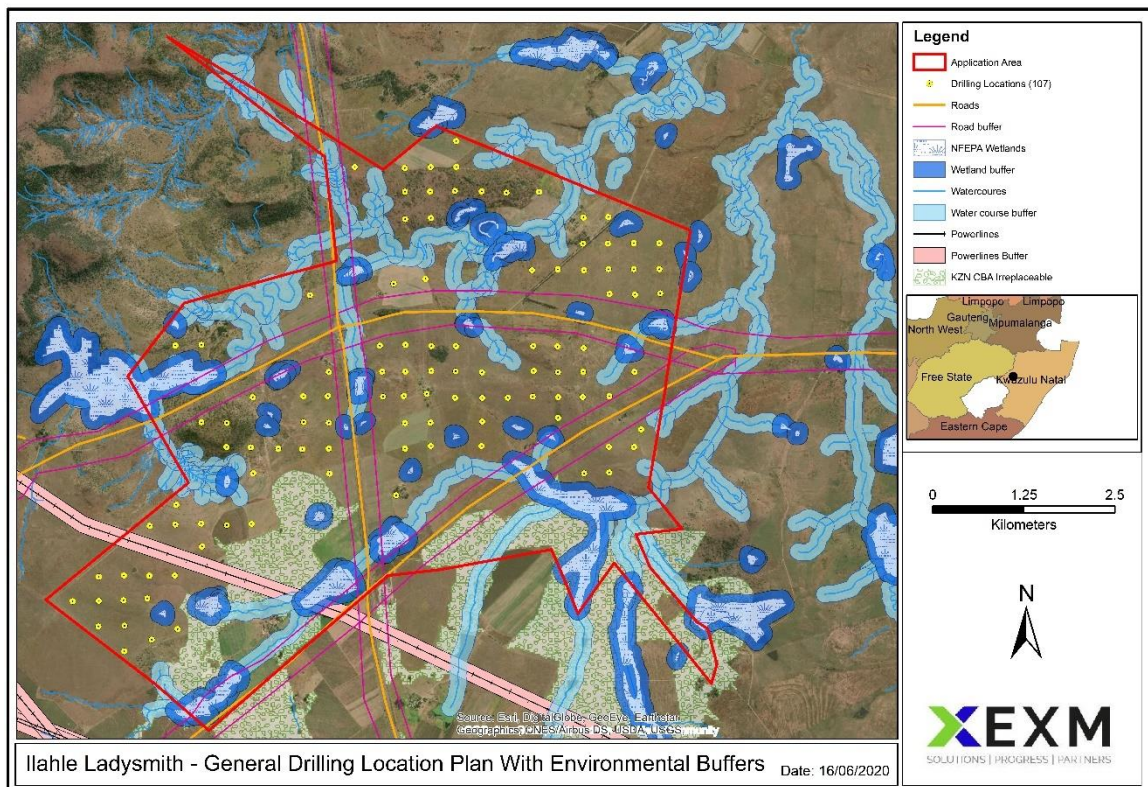 Legend
Application Area
Drilling Locations (107)
Roads
Road buffer
NFEPA Wetlands
Wetland buffer
Watercoures
Water course buffer
Powerlines
Powerlines Buffer
KZN CBA Irreplaceable
Limpopo
Limpopo
Gauteng
North West
Mpumalanga
Free State
Kwazulu Natal
Eastern Cape
0 1.25 2.5
Kilometers
N
XEXM
SOLUTIONS | PROGRESS | PARTNERS
Source: Esri, DigitalGlobe, GeoEye, Earthstar
Geographics, CNES/Airbus DS, USDA, USGS,
Ilahle Ladysmith - General Drilling Location Plan With Environmental Buffers
Date: 16/06/2020